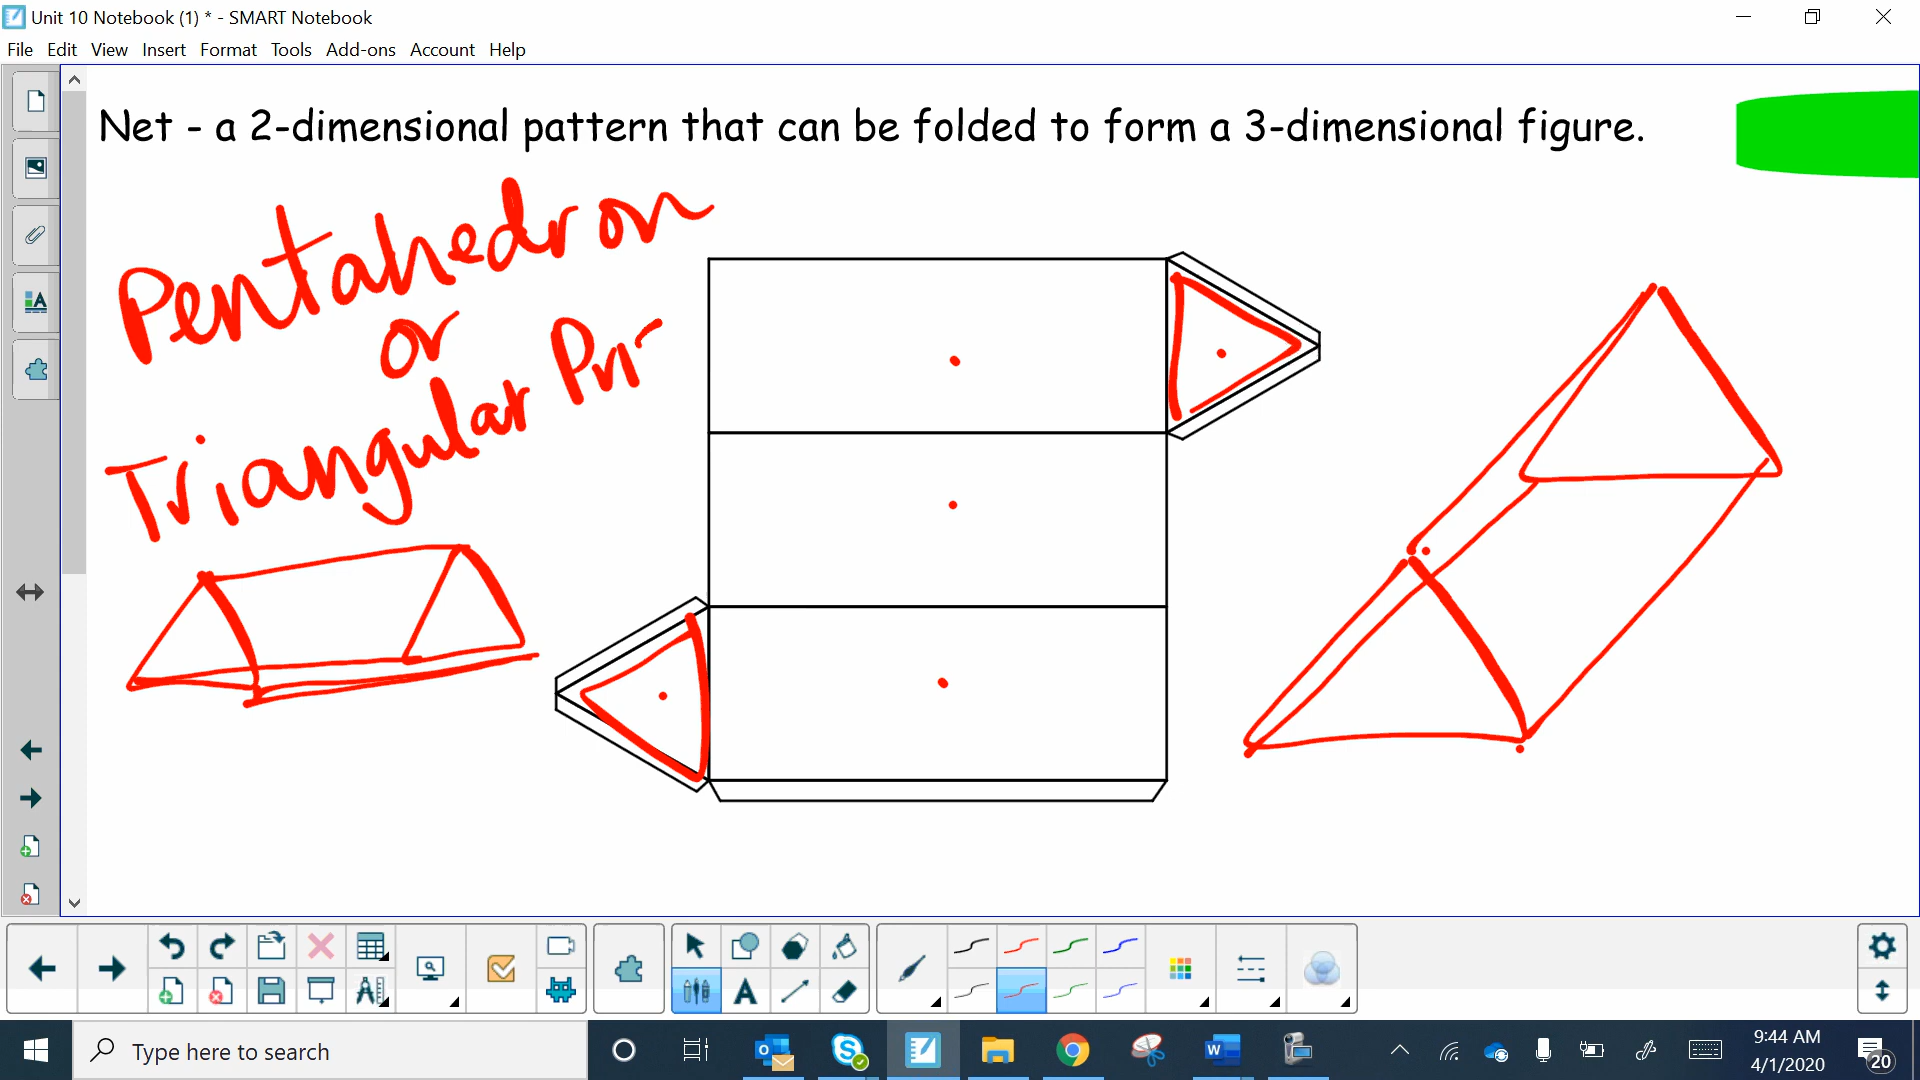 Unit 10 Notebook (1) * - SMART Notebook
File Edit View Insert Format Tools Add-ons Account Help
Net - a 2-dimensional pattern that can be folded to form a 3-dimensional figure.
Pentahedron
or
Triangular Pri
Type here to search
9:44 AM
4/1/2020
20